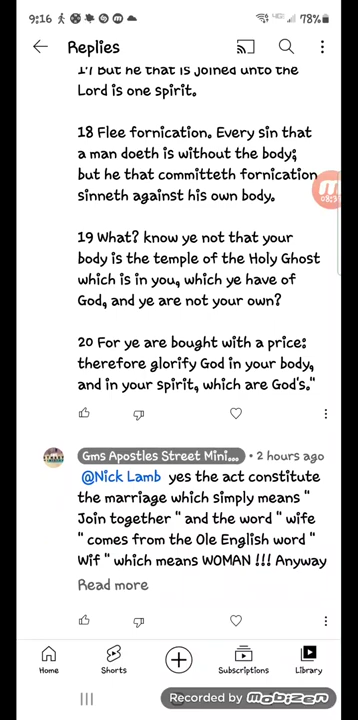 9:16 78%
Replies
17 But he that is joined unto the
Lord is one spirit.
18 Flee fornication. Every sin that
a man doeth is without the body;
but he that committeth fornication
sinneth against his own body.
19 What? know ye not that your
body is the temple of the Holy Ghost
which is in you, which ye have of
God, and ye are not your own?
20 For ye are bought with a price:
therefore glorify God in your body,
and in your spirit, which are God's."
Gms Apostles Street Mini... • 2 hours ago
@Nick Lamb yes the act constitute
the marriage which simply means "
Join together " and the word " wife
" comes from the Ole English word "
Wif " which means WOMAN !!! Anyway
Read more
Home Shorts Subscriptions Library
Recorded by mobizen